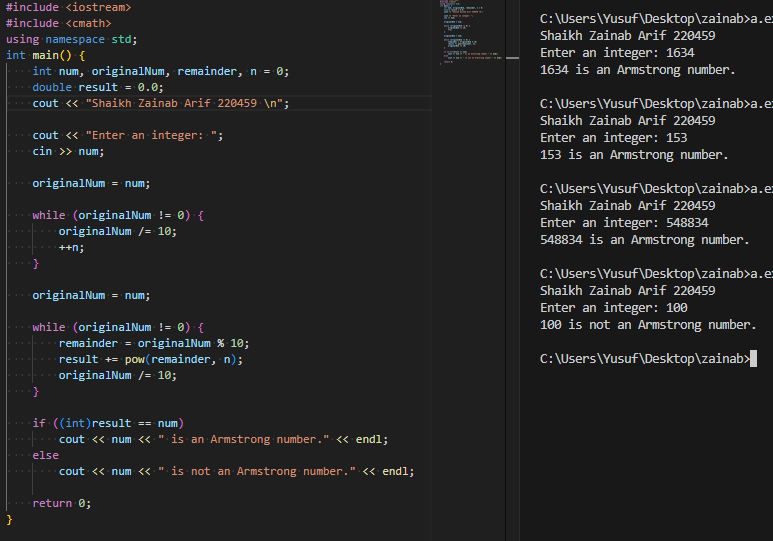 #include <iostream>
#include <cmath>
using namespace std;
int main() {
    int num, originalNum, remainder, n = 0;
    double result = 0.0;
    cout << "Shaikh Zainab Arif 220459 \n";

    cout << "Enter an integer: ";
    cin >> num;

    originalNum = num;

    while (originalNum != 0) {
        originalNum /= 10;
        ++n;
    }

    originalNum = num;

    while (originalNum != 0) {
        remainder = originalNum % 10;
        result += pow(remainder, n);
        originalNum /= 10;
    }

    if ((int)result == num)
        cout << num << " is an Armstrong number." << endl;
    else
        cout << num << " is not an Armstrong number." << endl;

    return 0;
}
C:\Users\Yusuf\Desktop\zainab>a.ex
Shaikh Zainab Arif 220459
Enter an integer: 1634
1634 is an Armstrong number.

C:\Users\Yusuf\Desktop\zainab>a.ex
Shaikh Zainab Arif 220459
Enter an integer: 153
153 is an Armstrong number.

C:\Users\Yusuf\Desktop\zainab>a.ex
Shaikh Zainab Arif 220459
Enter an integer: 548834
548834 is an Armstrong number.

C:\Users\Yusuf\Desktop\zainab>a.ex
Shaikh Zainab Arif 220459
Enter an integer: 100
100 is not an Armstrong number.

C:\Users\Yusuf\Desktop\zainab>